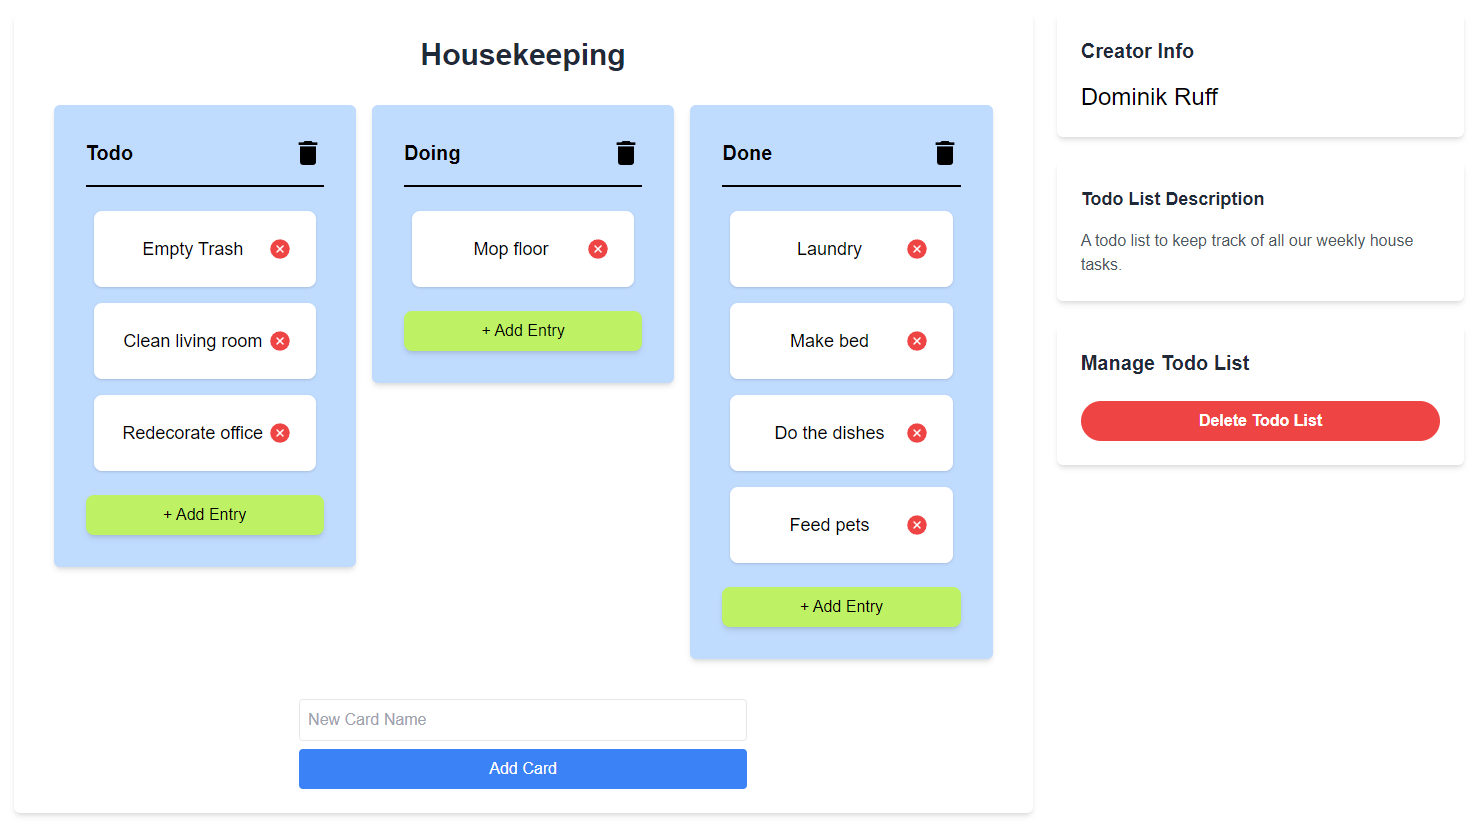 Housekeeping
Todo
Empty Trash
Clean living room
Redecorate office
+ Add Entry
Doing
Mop floor
+ Add Entry
Done
Laundry
Make bed
Do the dishes
Feed pets
+ Add Entry
New Card Name
Add Card
Creator Info
Dominik Ruff
Todo List Description
A todo list to keep track of all our weekly house
tasks.
Manage Todo List
Delete Todo List